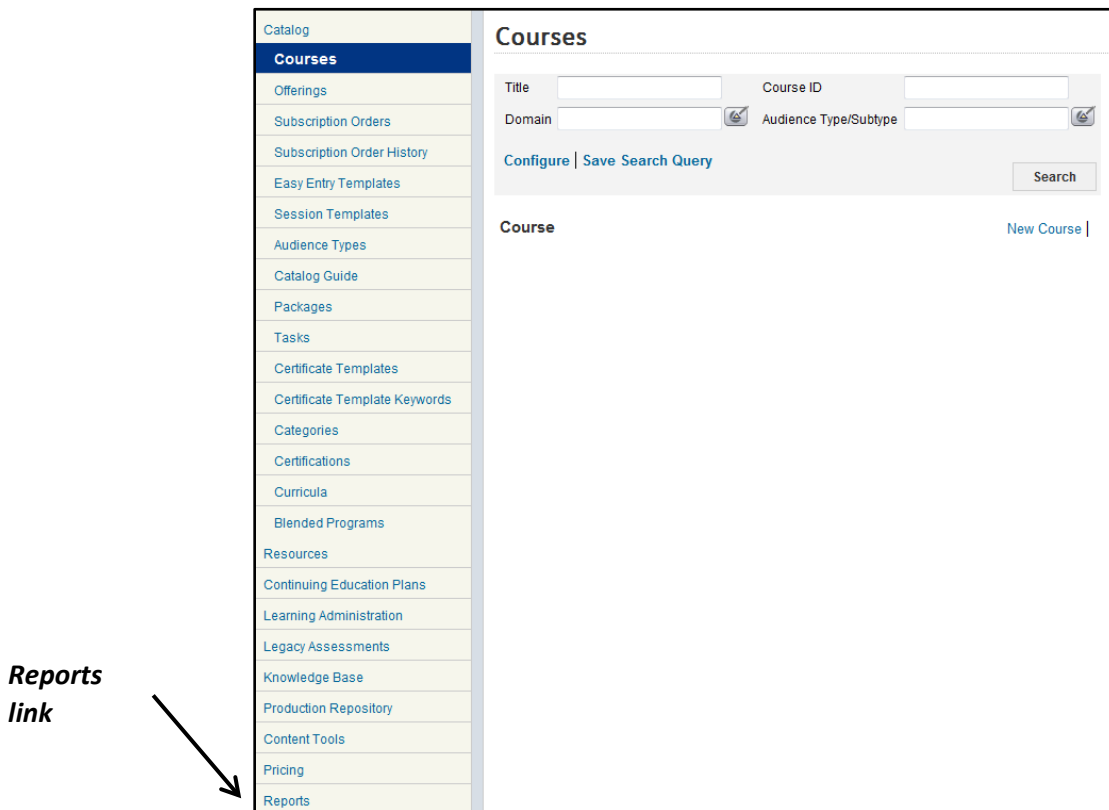 Catalog
Courses
Offerings
Subscription Orders
Subscription Order History
Easy Entry Templates
Session Templates
Audience Types
Catalog Guide
Packages
Tasks
Certificate Templates
Certificate Template Keywords
Categories
Certifications
Curricula
Blended Programs
Resources
Continuing Education Plans
Learning Administration
Legacy Assessments
Knowledge Base
Production Repository
Content Tools
Pricing
Reports
Courses
Title Course ID
Domain Audience Type/Subtype
Configure | Save Search Query
Search
Course New Course |
Reports
link